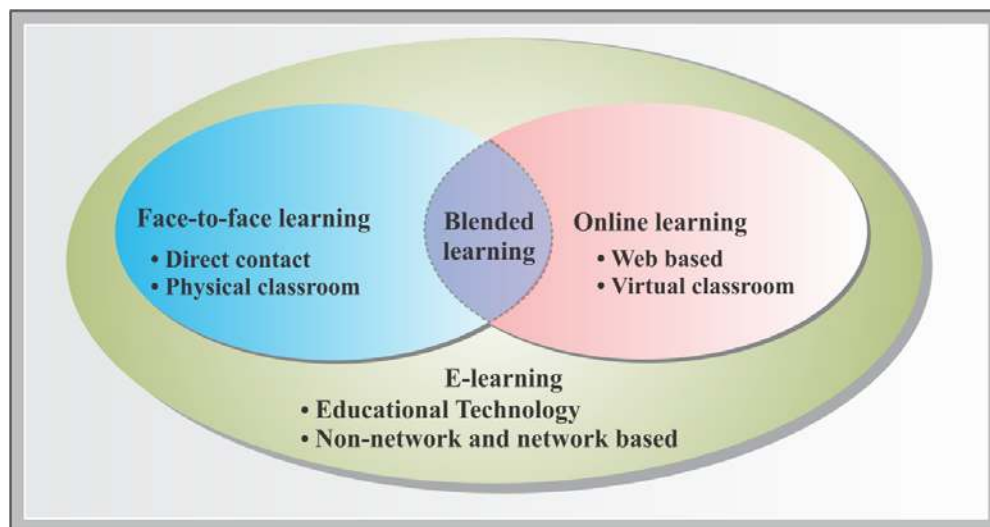 Face-to-face learning
• Direct contact
• Physical classroom
Blended
learning
Online learning
• Web based
• Virtual classroom
E-learning
• Educational Technology
• Non-network and network based